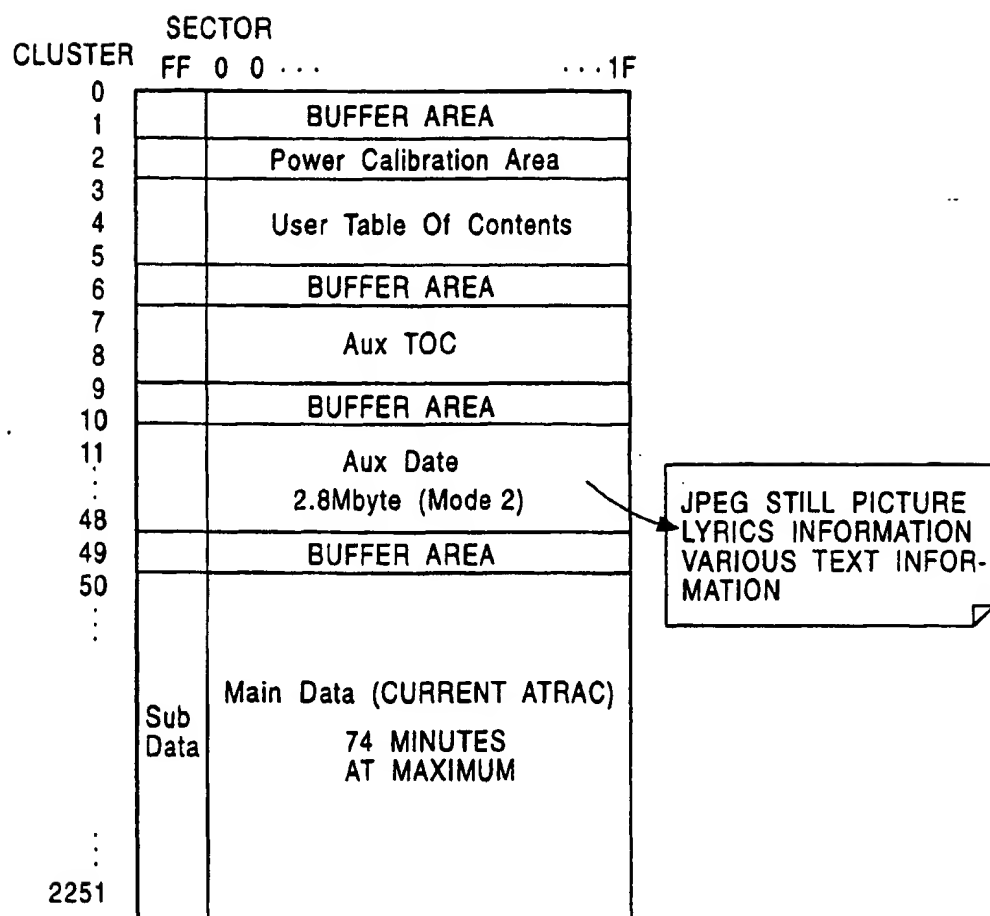 SECTOR
CLUSTER FF 0 0 ··· ···1F
0
1 BUFFER AREA
2 Power Calibration Area
3
4 User Table Of Contents
5
6 BUFFER AREA
7
8 Aux TOC
9
10 BUFFER AREA
11 Aux Date
2.8Mbyte (Mode 2)
48
49 BUFFER AREA
50
JPEG STILL PICTURE
LYRICS INFORMATION
VARIOUS TEXT INFOR-
MATION
Sub
Data
Main Data (CURRENT ATRAC)
74 MINUTES
AT MAXIMUM
2251